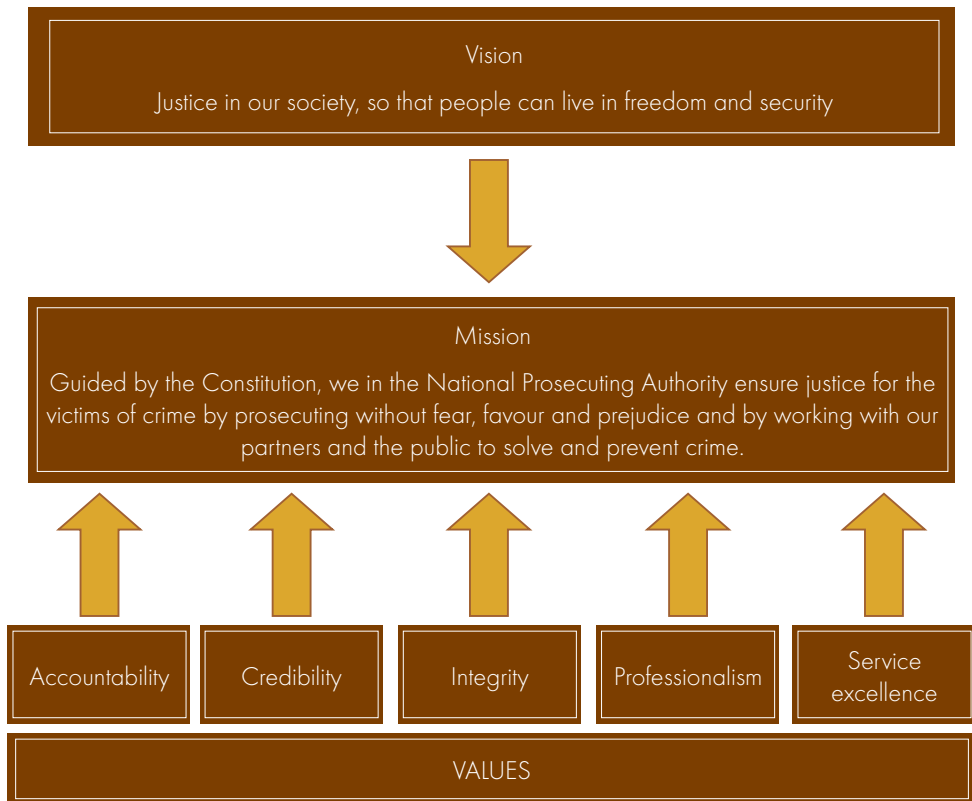 Vision
Justice in our society, so that people can live in freedom and security
Mission
Guided by the Constitution, we in the National Prosecuting Authority ensure justice for the
victims of crime by prosecuting without fear, favour and prejudice and by working with our
partners and the public to solve and prevent crime.
Accountability
Credibility
Integrity
Professionalism
Service
excellence
VALUES